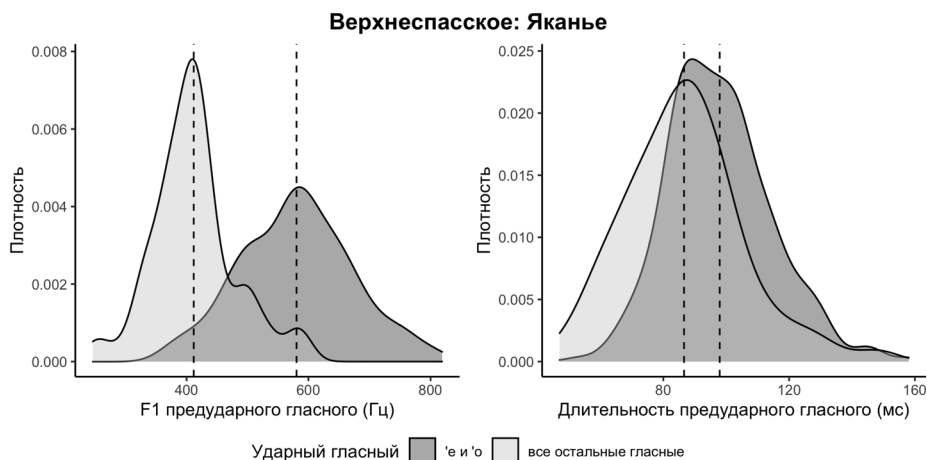 Верхнеспасское: Яканье
0.008
0.006
0.004
0.002
0.000
Плотность
400
600
800
F1 предударного гласного (Гц)
0.025
0.020
0.015
0.010
0.005
0.000
Плотность
80
120
160
Длительность предударного гласного (мс)
Ударный гласный 'е и 'о все остальные гласные